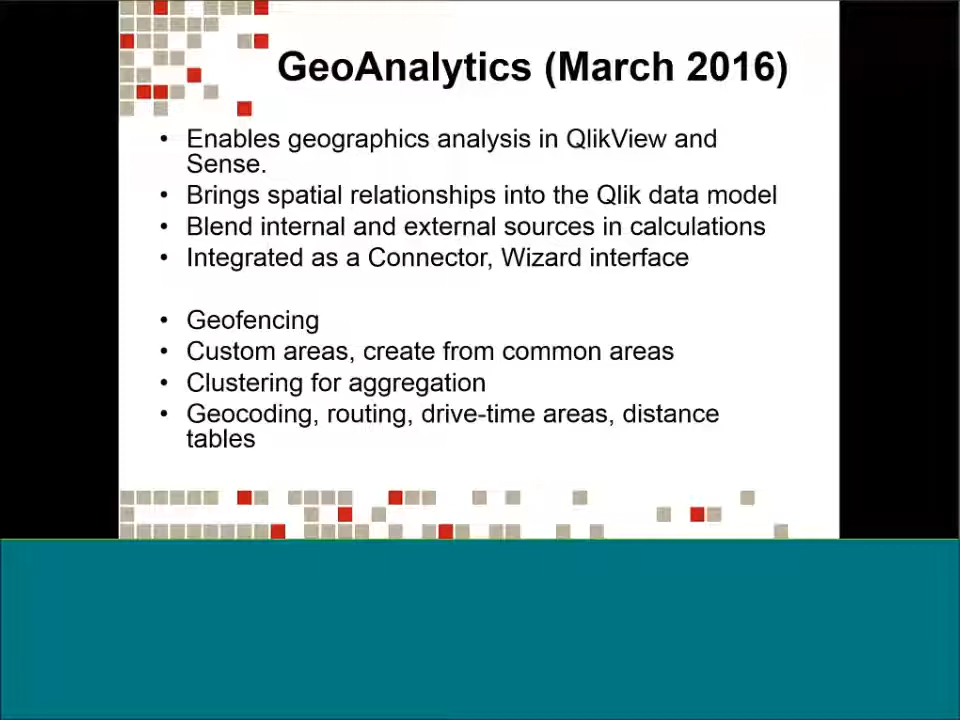 GeoAnalytics (March 2016)
• Enables geographics analysis in QlikView and
Sense.
• Brings spatial relationships into the Qlik data model
• Blend internal and external sources in calculations
• Integrated as a Connector, Wizard interface
• Geofencing
• Custom areas, create from common areas
• Clustering for aggregation
• Geocoding, routing, drive-time areas, distance
tables